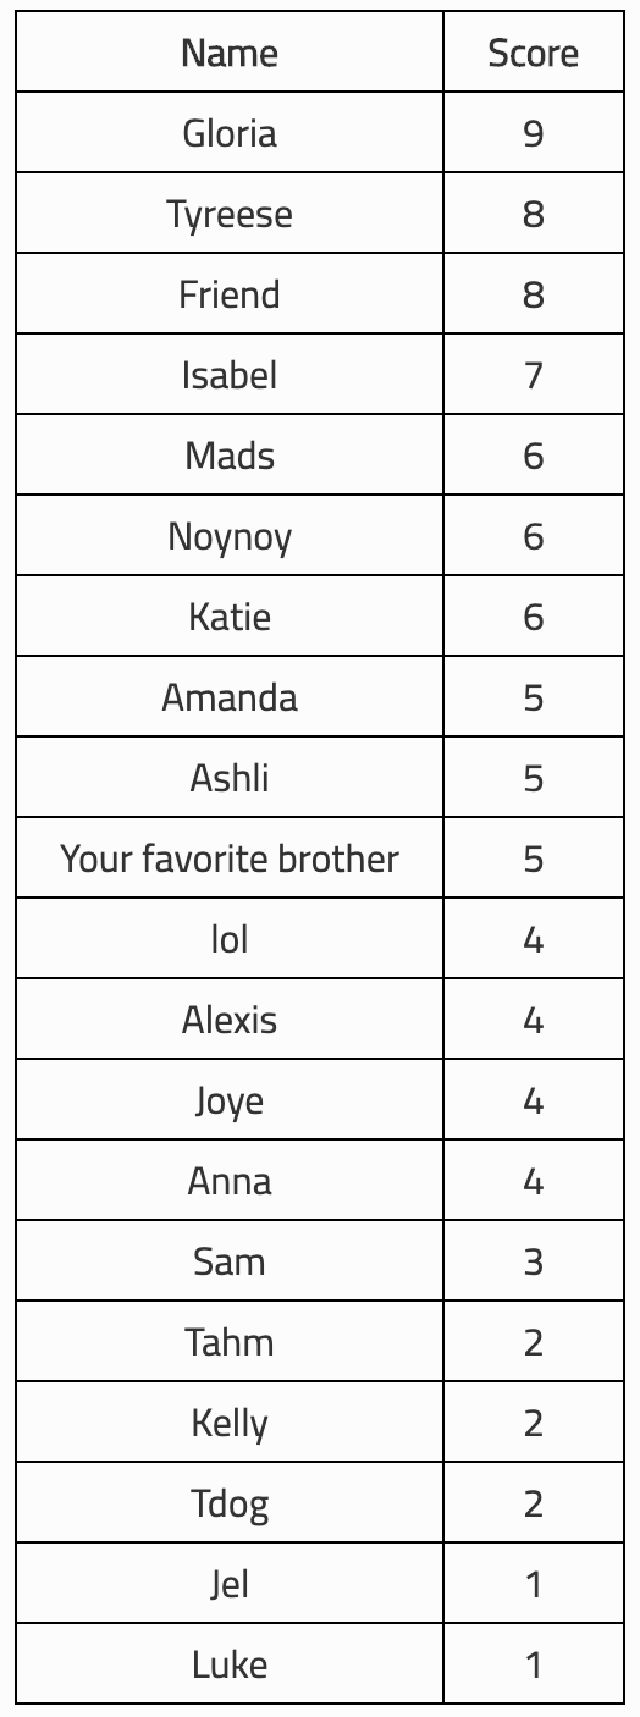 Name Score
Gloria 9
Tyreese 8
Friend 8
Isabel 7
Mads 6
Noynoy 6
Katie 6
Amanda 5
Ashli 5
Your favorite brother 5
lol 4
Alexis 4
Joye 4
Anna 4
Sam 3
Tahm 2
Kelly 2
Tdog 2
Jel 1
Luke 1